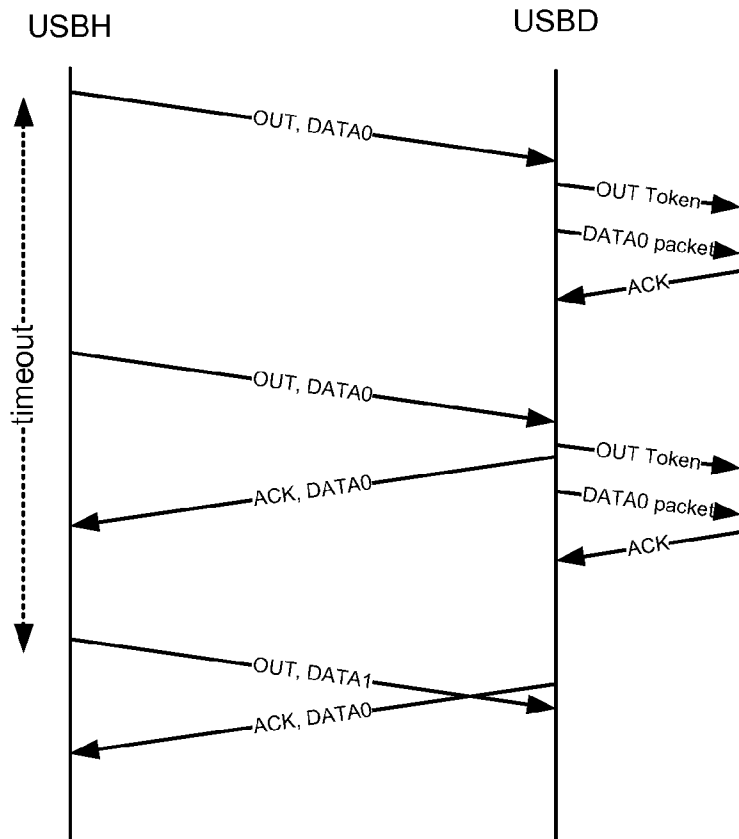 USBH
USBD
OUT, DATA0
OUT Token
DATA0 packet
ACK
timeout
OUT, DATA0
OUT Token
ACK, DATA0
DATA0 packet
ACK
OUT, DATA1
ACK, DATA0